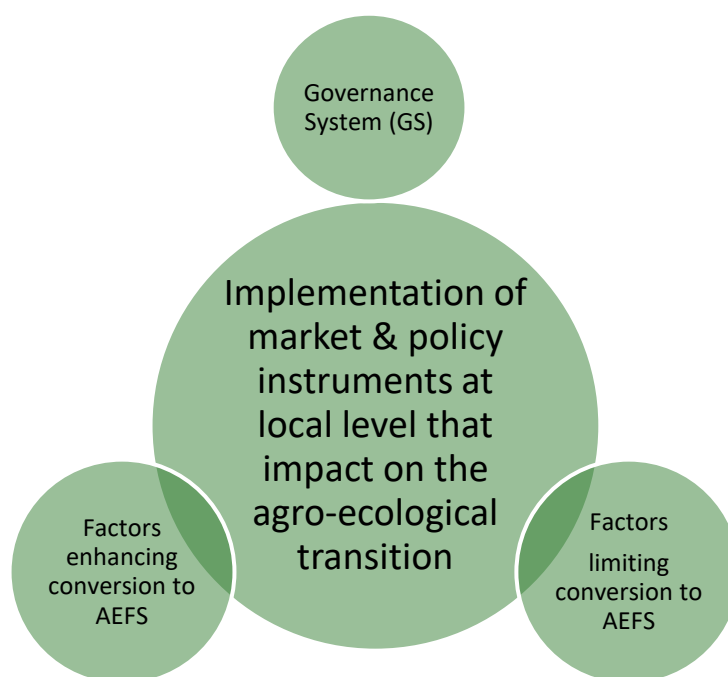 Governance
System (GS)
Implementation of
market & policy
instruments at
local level that
impact on the
agro-ecological
transition
Factors
enhancing
conversion to
AEFS
Factors
limiting
conversion to
AEFS